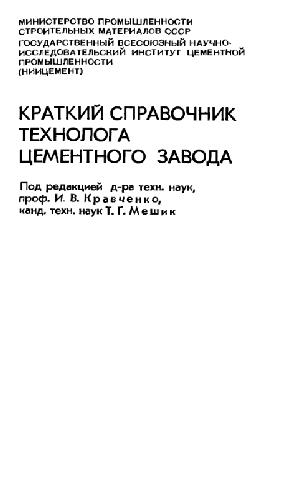 МИНИСТЕРСТВО ПРОМЫШЛЕННОСТИ
СТРОИТЕЛЬНЫХ МАТЕРИАЛОВ СССР
ГОСУДАРСТВЕННЫЙ ВСЕСОЮЗНЫЙ НАУЧНО-
ИССЛЕДОВАТЕЛЬСКИЙ ИНСТИТУТ ЦЕМЕНТНОЙ
ПРОМЫШЛЕННОСТИ
(НИИЦЕМЕНТ)
КРАТКИЙ СПРАВОЧНИК
ТЕХНОЛОГА
ЦЕМЕНТНОГО ЗАВОДА
Под редакцией д-ра техн. наук,
проф. И. В. Кравченко,
канд. техн. наук Т. Г. Мешик